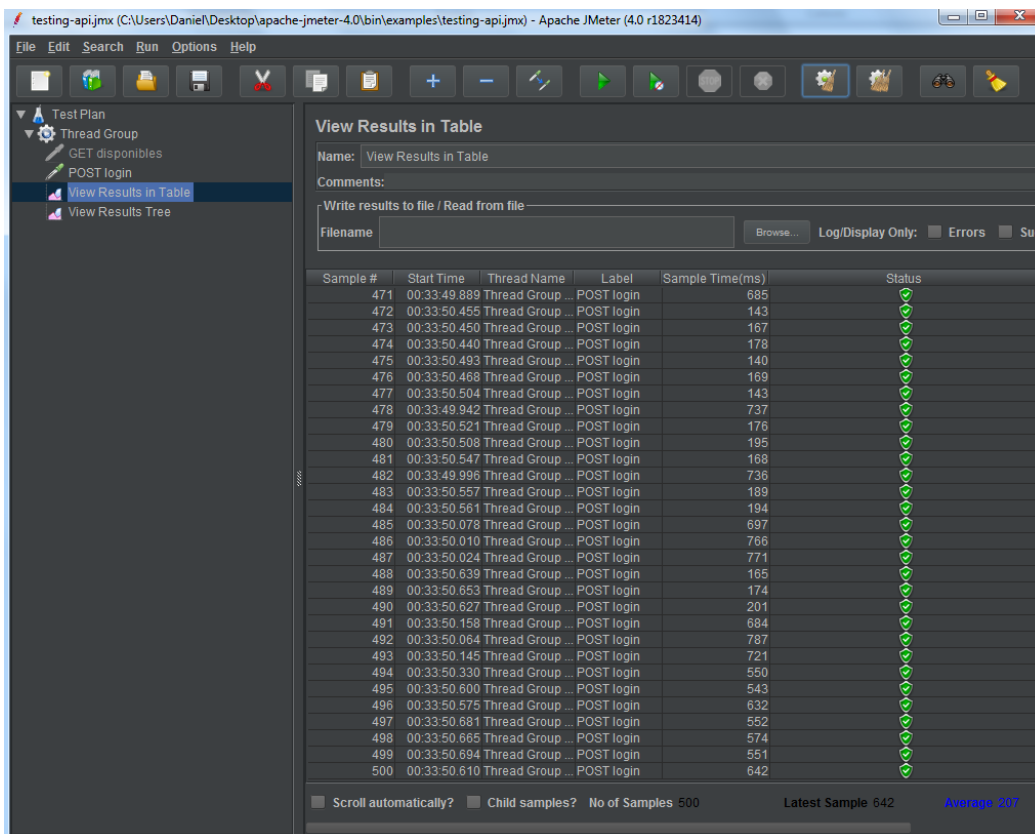 testing-api.jmx (C:\Users\Daniel\Desktop\apache-jmeter-4.0\bin\examples\testing-api.jmx) - Apache JMeter (4.0 r1823414)
File Edit Search Run Options Help
Test Plan
Thread Group
GET disponibles
POST login
View Results in Table
View Results Tree
View Results in Table
Name: View Results in Table
Comments:
Write results to file / Read from file
Filename Browse... Log/Display Only: Errors Su
Sample # Start Time Thread Name Label Sample Time(ms) Status
471 00:33:49.889 Thread Group ... POST login 685
472 00:33:50.455 Thread Group ... POST login 143
473 00:33:50.450 Thread Group ... POST login 167
474 00:33:50.440 Thread Group ... POST login 178
475 00:33:50.493 Thread Group ... POST login 140
476 00:33:50.468 Thread Group ... POST login 169
477 00:33:50.504 Thread Group ... POST login 143
478 00:33:49.942 Thread Group ... POST login 737
479 00:33:50.521 Thread Group ... POST login 176
480 00:33:50.508 Thread Group ... POST login 195
481 00:33:50.547 Thread Group ... POST login 168
482 00:33:49.996 Thread Group ... POST login 736
483 00:33:50.557 Thread Group ... POST login 189
484 00:33:50.561 Thread Group ... POST login 194
485 00:33:50.078 Thread Group ... POST login 697
486 00:33:50.010 Thread Group ... POST login 766
487 00:33:50.024 Thread Group ... POST login 771
488 00:33:50.639 Thread Group ... POST login 165
489 00:33:50.653 Thread Group ... POST login 174
490 00:33:50.627 Thread Group ... POST login 201
491 00:33:50.158 Thread Group ... POST login 684
492 00:33:50.064 Thread Group ... POST login 787
493 00:33:50.145 Thread Group ... POST login 721
494 00:33:50.330 Thread Group ... POST login 550
495 00:33:50.600 Thread Group ... POST login 543
496 00:33:50.575 Thread Group ... POST login 632
497 00:33:50.681 Thread Group ... POST login 552
498 00:33:50.665 Thread Group ... POST login 574
499 00:33:50.694 Thread Group ... POST login 551
500 00:33:50.610 Thread Group ... POST login 642
Scroll automatically? Child samples? No of Samples 500 Latest Sample 642 Average 207